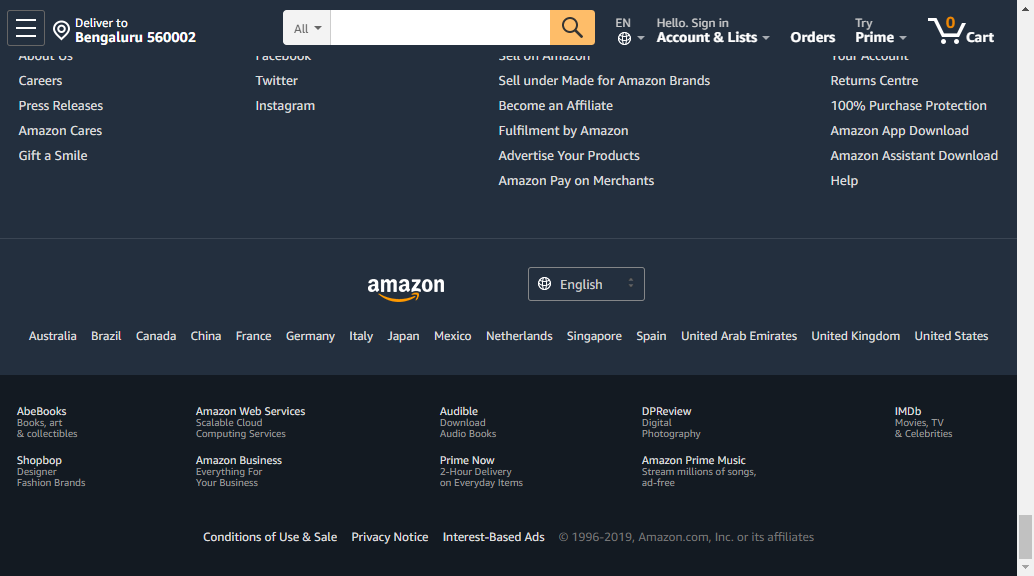 Deliver to
Bengaluru 560002
All
EN
Hello. Sign in
Account & Lists
Orders
Try
Prime
0
Cart
About Us
Careers
Press Releases
Amazon Cares
Gift a Smile
Facebook
Twitter
Instagram
Sell on Amazon
Sell under Made for Amazon Brands
Become an Affiliate
Fulfilment by Amazon
Advertise Your Products
Amazon Pay on Merchants
Your Account
Returns Centre
100% Purchase Protection
Amazon App Download
Amazon Assistant Download
Help
amazon
English
Australia Brazil Canada China France Germany Italy Japan Mexico Netherlands Singapore Spain United Arab Emirates United Kingdom United States
AbeBooks
Books, art
& collectibles
Amazon Web Services
Scalable Cloud
Computing Services
Audible
Download
Audio Books
DPReview
Digital
Photography
IMDb
Movies, TV
& Celebrities
Shopbop
Designer
Fashion Brands
Amazon Business
Everything For
Your Business
Prime Now
2-Hour Delivery
on Everyday Items
Amazon Prime Music
Stream millions of songs,
ad-free
Conditions of Use & Sale Privacy Notice Interest-Based Ads © 1996-2019, Amazon.com, Inc. or its affiliates